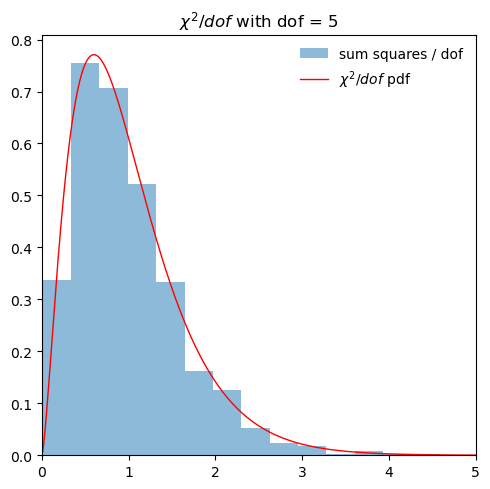 χ²/dof with dof = 5
sum squares / dof
χ²/dof pdf
0.8
0.7
0.6
0.5
0.4
0.3
0.2
0.1
0.0
0 1 2 3 4 5